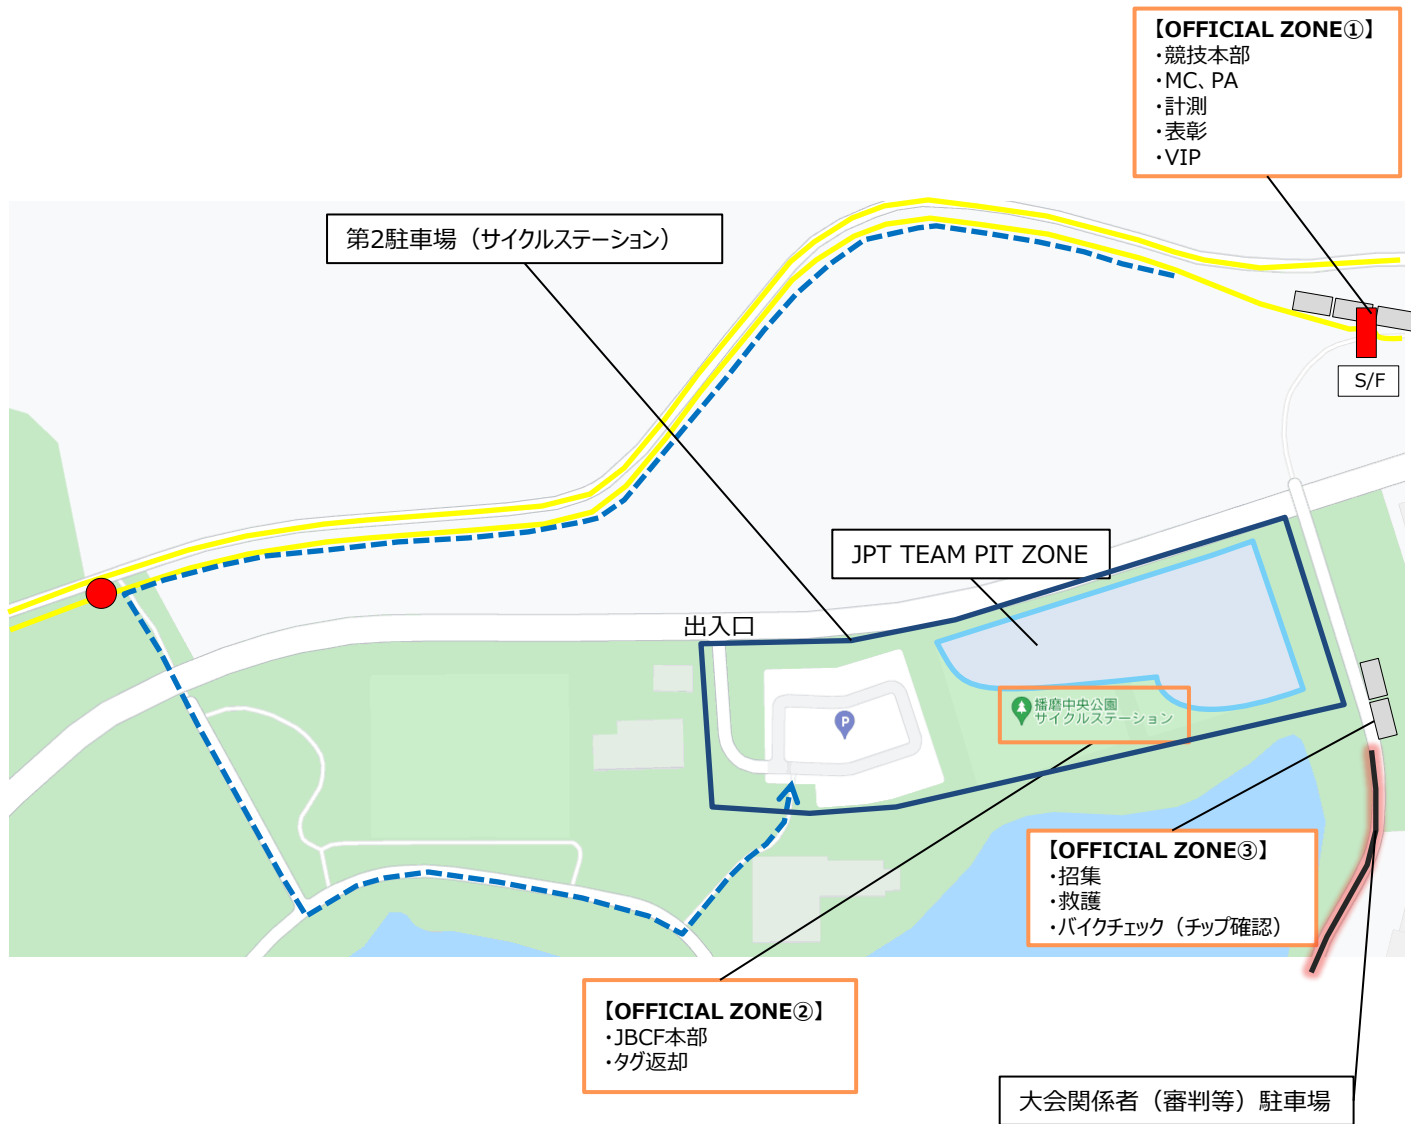 【OFFICIAL ZONE①】
・競技本部
・MC、PA
・計測
・表彰
・VIP
第2駐車場（サイクルステーション）
S/F
JPT TEAM PIT ZONE
出入口
播磨中央公園
サイクルステーション
P
【OFFICIAL ZONE③】
・招集
・救護
・バイクチェック（チップ確認）
【OFFICIAL ZONE②】
・JBCF本部
・タグ返却
大会関係者（審判等）駐車場